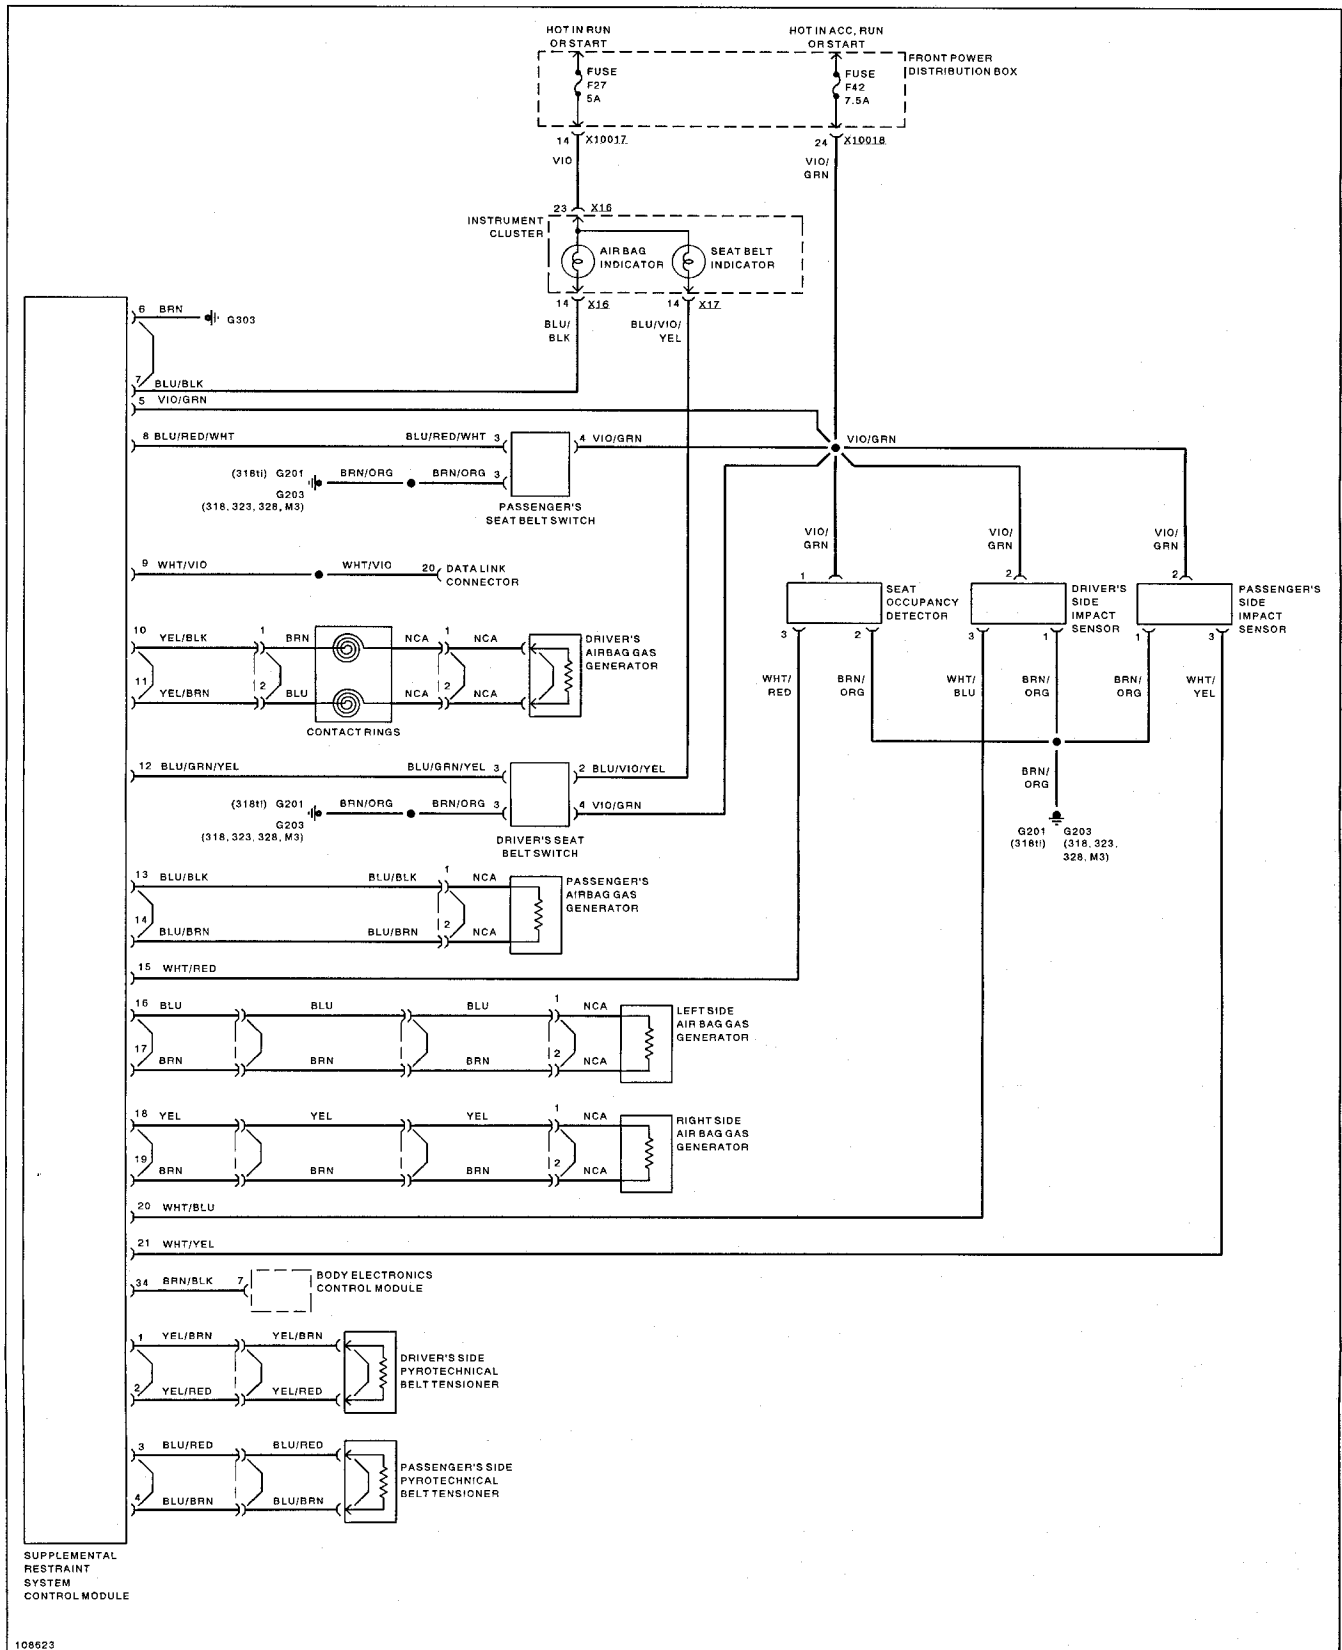 HOT IN RUN
OR START
HOT IN ACC, RUN
OR START
FUSE
F27
5A
FUSE
F42
7.5A
FRONT POWER
DISTRIBUTION BOX
14 X10017
VIO
24 X10018
VIO/
GRN
23 X16
INSTRUMENT
CLUSTER
AIR BAG
INDICATOR
SEAT BELT
INDICATOR
14 X16
14 X17
BLU/
BLK
BLU/VIO/
YEL
6 BRN
G303
7 BLU/BLK
5 VIO/GRN
8 BLU/RED/WHT
BLU/RED/WHT 3
4 VIO/GRN
VIO/GRN
(318ti) G201
G203
(318, 323, 328, M3)
BRN/ORG
BRN/ORG 3
PASSENGER'S
SEAT BELT SWITCH
VIO/
GRN
VIO/
GRN
VIO/
GRN
9 WHT/VIO
WHT/VIO
20 DATA LINK
CONNECTOR
1
SEAT
OCCUPANCY
DETECTOR
2
DRIVER'S
SIDE
IMPACT
SENSOR
2
PASSENGER'S
SIDE
IMPACT
SENSOR
3
2
3
1
1
3
10 YEL/BLK
1 BRN
NCA
1
NCA
11 YEL/BRN
2 BLU
NCA
2
NCA
DRIVER'S
AIRBAG GAS
GENERATOR
CONTACT RINGS
WHT/
RED
BRN/
ORG
WHT/
BLU
BRN/
ORG
BRN/
ORG
WHT/
YEL
12 BLU/GRN/YEL
BLU/GRN/YEL 3
2 BLU/VIO/YEL
(318ti) G201
G203
(318, 323, 328, M3)
BRN/ORG
BRN/ORG 3
4 VIO/GRN
DRIVER'S SEAT
BELT SWITCH
BRN/
ORG
G201
(318ti)
G203
(318, 323,
328, M3)
13 BLU/BLK
BLU/BLK
1
NCA
14 BLU/BRN
BLU/BRN
2
NCA
PASSENGER'S
AIRBAG GAS
GENERATOR
15 WHT/RED
16 BLU
BLU
BLU
1
NCA
17 BRN
BRN
BRN
2
NCA
LEFT SIDE
AIR BAG GAS
GENERATOR
18 YEL
YEL
YEL
1
NCA
19 BRN
BRN
BRN
2
NCA
RIGHT SIDE
AIR BAG GAS
GENERATOR
20 WHT/BLU
21 WHT/YEL
34 BRN/BLK 7
BODY ELECTRONICS
CONTROL MODULE
1 YEL/BRN
YEL/BRN
2 YEL/RED
YEL/RED
DRIVER'S SIDE
PYROTECHNICAL
BELT TENSIONER
3 BLU/RED
BLU/RED
4 BLU/BRN
BLU/BRN
PASSENGER'S SIDE
PYROTECHNICAL
BELT TENSIONER
SUPPLEMENTAL
RESTRAINT
SYSTEM
CONTROL MODULE
108623